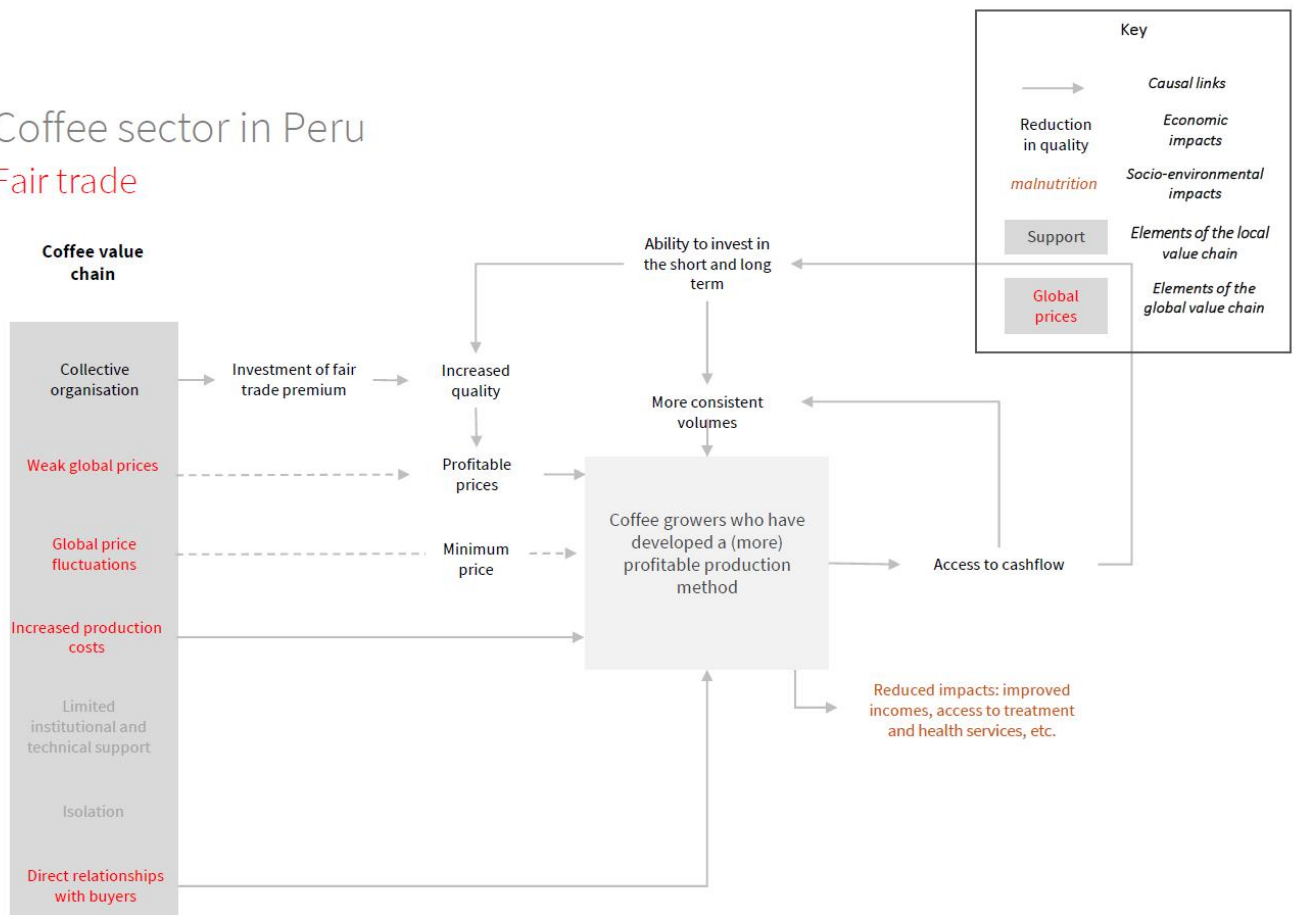 Coffee sector in Peru
Fair trade
Key
Causal links
Reduction
in quality
Economic
impacts
malnutrition
Socio-environmental
impacts
Support
Elements of the local
value chain
Global
prices
Elements of the
global value chain
Coffee value
chain
Ability to invest in
the short and long
term
Collective
organisation
Investment of fair
trade premium
Increased
quality
More consistent
volumes
Weak global prices
Profitable
prices
Global price
fluctuations
Minimum
price
Coffee growers who have
developed a (more)
profitable production
method
Access to cashflow
Increased production
costs
Limited
institutional and
technical support
Reduced impacts: improved
incomes, access to treatment
and health services, etc.
Isolation
Direct relationships
with buyers